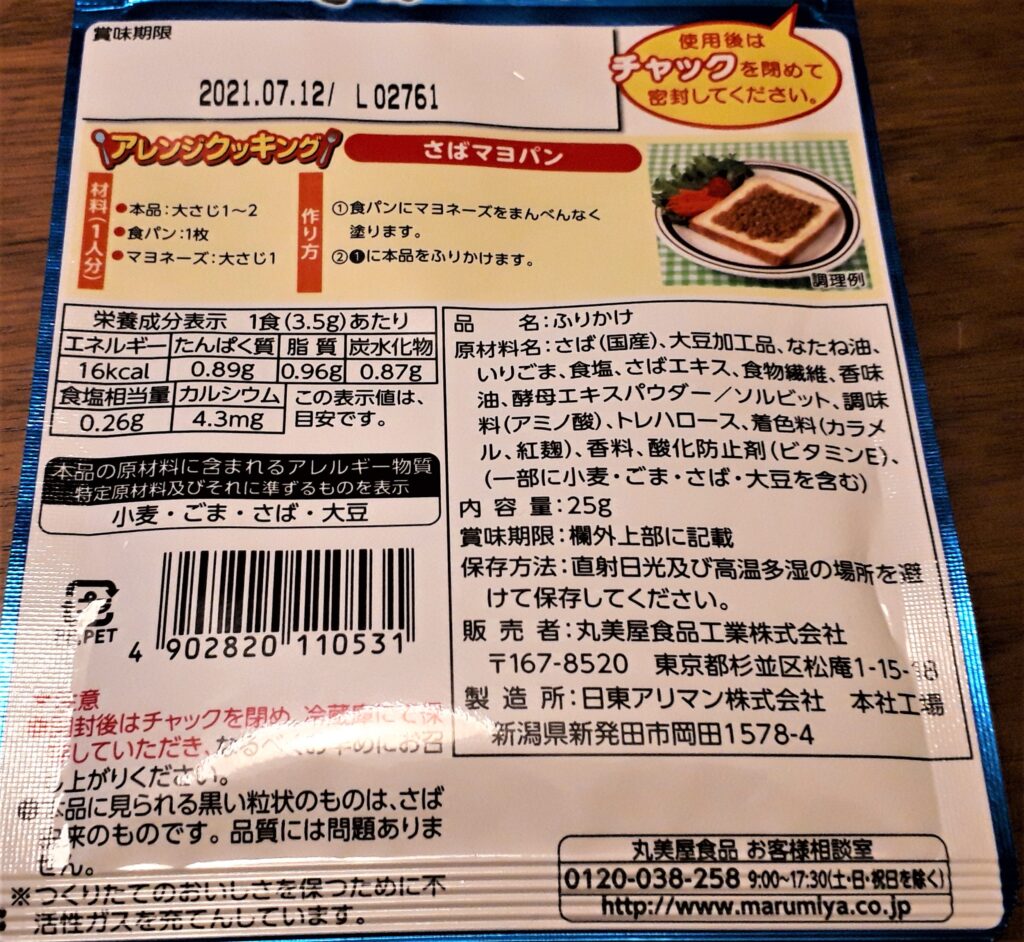 賞味期限
2021.07.12/ L02761
使用後は
チャックを閉めて
密封してください。
アレンジクッキング
さばマヨパン
材料(1人分)
●本品:大さじ1〜2
●食パン:1枚
●マヨネーズ:大さじ1
作り方
①食パンにマヨネーズをまんべんなく
塗ります。
②❶に本品をふりかけます。
調理例
栄養成分表示 1食(3.5g)あたり
エネルギー たんぱく質 脂質 炭水化物
16kcal 0.89g 0.96g 0.87g
食塩相当量 カルシウム
0.26g 4.3mg
この表示値は、
目安です。
本品の原材料に含まれるアレルギー物質
特定原材料及びそれに準ずるものを表示
小麦・ごま・さば・大豆
PET
4 902820 110531
品名:ふりかけ
原材料名:さば(国産)、大豆加工品、なたね油、
いりごま、食塩、さばエキス、食物繊維、香味
油、酵母エキスパウダー/ソルビット、調味
料(アミノ酸)、トレハロース、着色料(カラメ
ル、紅麹)、香料、酸化防止剤(ビタミンE)、
(一部に小麦・ごま・さば・大豆を含む)
内容量:25g
賞味期限:欄外上部に記載
保存方法:直射日光及び高温多湿の場所を避
けて保存してください。
販売者:丸美屋食品工業株式会社
〒167-8520 東京都杉並区松庵1-15-18
製造所:日東アリマン株式会社 本社工場
新潟県新発田市岡田1578-4
意
封後はチャックを閉め、冷蔵庫にて保
していただき、なるべくお早めにお召
し上がりください。
本品に見られる黒い粒状のものは、さば
由来のものです。品質には問題ありま
せん。
※つくりたてのおいしさを保つために不
活性ガスを充てんしています。
丸美屋食品 お客様相談室
0120-038-258 9:00〜17:30(土・日・祝日を除く)
http://www.marumiya.co.jp